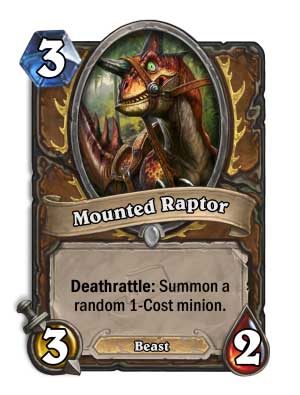 3
Mounted Raptor
Deathrattle: Summon a
random 1-Cost minion.
3
Beast
2